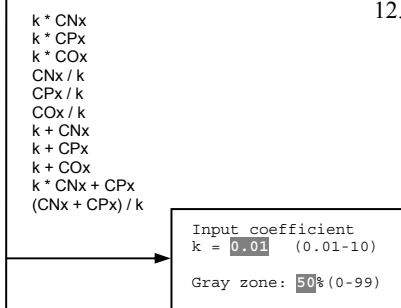 12.
k * CNx
k * CPx
k * COx
CNx / k
CPx / k
COx / k
k + CNx
k + CPx
k + COx
k * CNx + CPx
(CNx + CPx) / k
Input coefficient
k = 0.01 (0.01-10)
Gray zone: 50%(0-99)